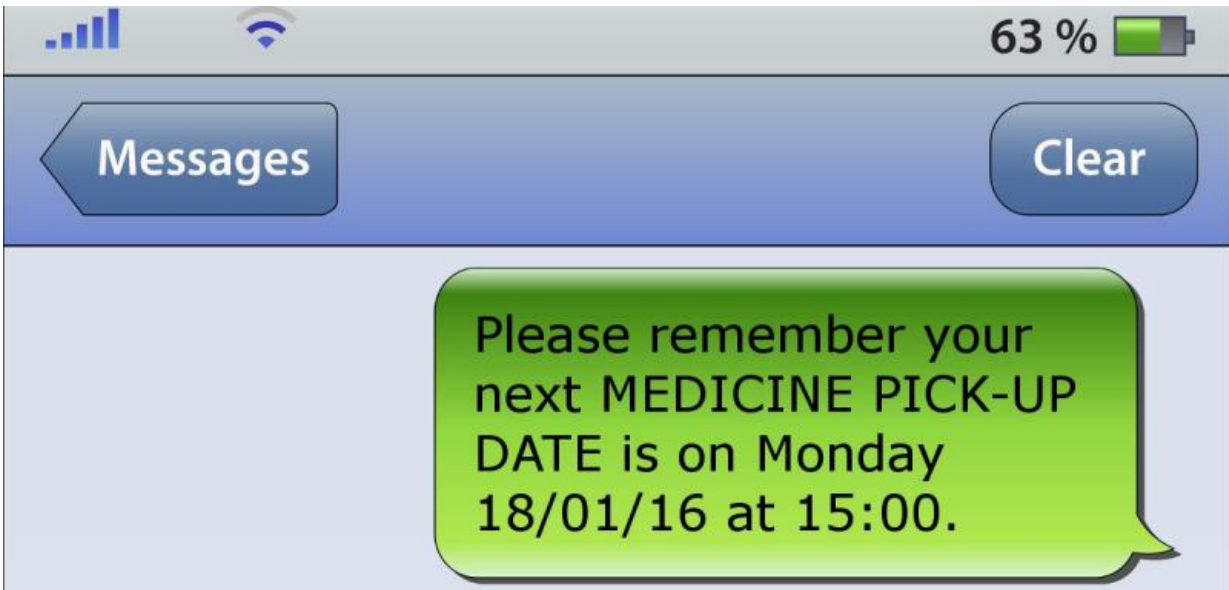 63 %
Messages
Clear
Please remember your
next MEDICINE PICK-UP
DATE is on Monday
18/01/16 at 15:00.